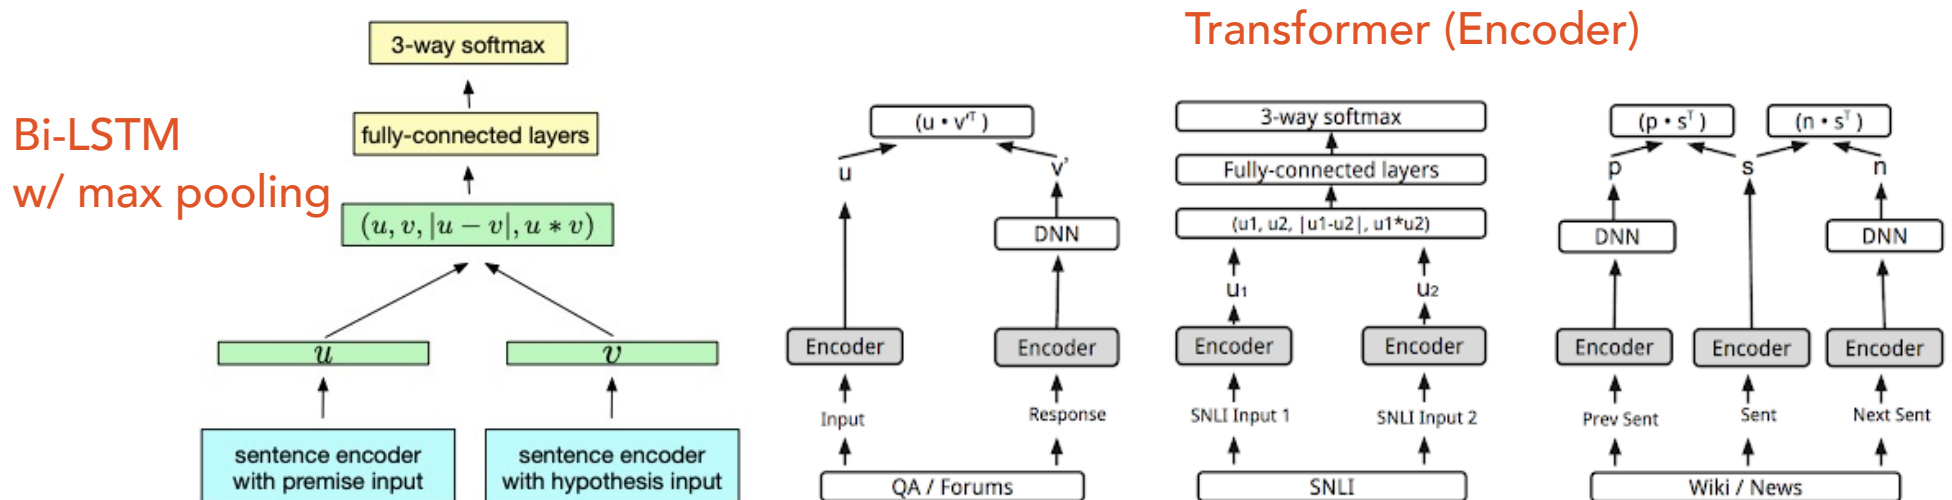 Transformer (Encoder)
Bi-LSTM
w/ max pooling
3-way softmax
fully-connected layers
(u, v, |u − v|, u ∗ v)
u
v
sentence encoder
with premise input
sentence encoder
with hypothesis input
(u • v'ᵀ )
u
v'
DNN
Encoder
Encoder
Input
Response
QA / Forums
3-way softmax
Fully-connected layers
(u1, u2, |u1-u2|, u1*u2)
u₁
u₂
Encoder
Encoder
SNLI Input 1
SNLI Input 2
SNLI
(p • sᵀ )
(n • sᵀ )
p
s
n
DNN
DNN
Encoder
Encoder
Encoder
Prev Sent
Sent
Next Sent
Wiki / News